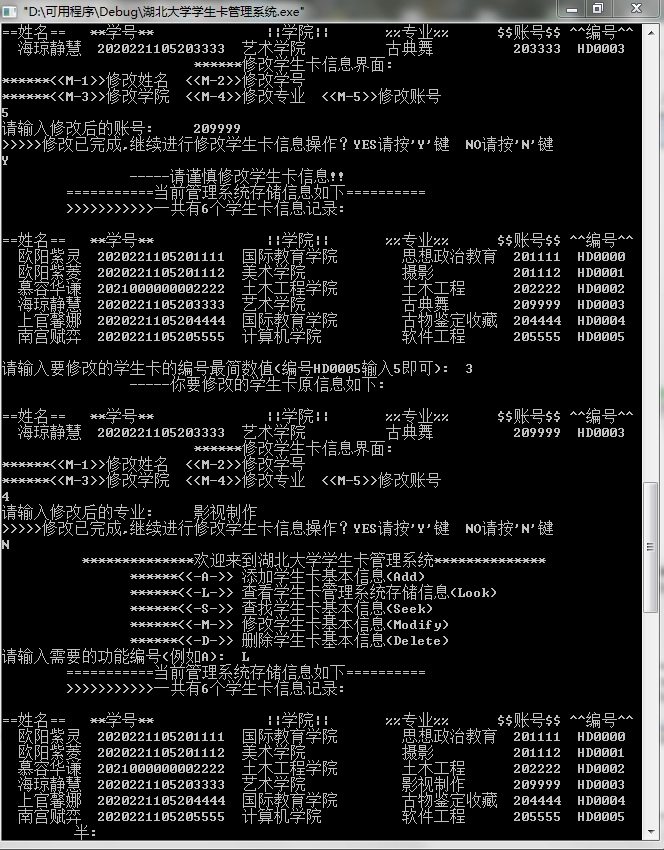 "D:\可用程序\Debug\湖北大学学生卡管理系统.exe"
==姓名== **学号** ¦¦学院¦¦ %%专业%% $$账号$$ ^^编号^^
海琼静慧 2020221105203333 艺术学院 古典舞 203333 HD0003
******修改学生卡信息界面:
******<<M-1>>修改姓名 <<M-2>>修改学号
******<<M-3>>修改学院 <<M-4>>修改专业 <<M-5>>修改账号
5
请输入修改后的账号: 209999
>>>>>修改已完成,继续进行修改学生卡信息操作？YES请按'Y'键 NO请按'N'键
Y
-----请谨慎修改学生卡信息!!
===========当前管理系统存储信息如下==========
>>>>>>>>>>>一共有6个学生卡信息记录:
==姓名== **学号** ¦¦学院¦¦ %%专业%% $$账号$$ ^^编号^^
欧阳紫灵 2020221105201111 国际教育学院 思想政治教育 201111 HD0000
欧阳紫菱 2020221105201112 美术学院 摄影 201112 HD0001
慕容华谦 2021000000002222 土木工程学院 土木工程 202222 HD0002
海琼静慧 2020221105203333 艺术学院 古典舞 209999 HD0003
上官馨娜 2020221105204444 国际教育学院 古物鉴定收藏 204444 HD0004
南宫赋弈 2020221105205555 计算机学院 软件工程 205555 HD0005
请输入要修改的学生卡的编号最简数值(编号HD0005输入5即可): 3
-----你要修改的学生卡原信息如下:
==姓名== **学号** ¦¦学院¦¦ %%专业%% $$账号$$ ^^编号^^
海琼静慧 2020221105203333 艺术学院 古典舞 209999 HD0003
******修改学生卡信息界面:
******<<M-1>>修改姓名 <<M-2>>修改学号
******<<M-3>>修改学院 <<M-4>>修改专业 <<M-5>>修改账号
4
请输入修改后的专业: 影视制作
>>>>>修改已完成,继续进行修改学生卡信息操作？YES请按'Y'键 NO请按'N'键
N
**************欢迎来到湖北大学学生卡管理系统**************
******<<-A->> 添加学生卡基本信息(Add)
******<<-L->> 查看学生卡管理系统存储信息(Look)
******<<-S->> 查找学生卡基本信息(Seek)
******<<-M->> 修改学生卡基本信息(Modify)
******<<-D->> 删除学生卡基本信息(Delete)
请输入需要的功能编号(例如A): L
===========当前管理系统存储信息如下==========
>>>>>>>>>>>一共有6个学生卡信息记录:
==姓名== **学号** ¦¦学院¦¦ %%专业%% $$账号$$ ^^编号^^
欧阳紫灵 2020221105201111 国际教育学院 思想政治教育 201111 HD0000
欧阳紫菱 2020221105201112 美术学院 摄影 201112 HD0001
慕容华谦 2021000000002222 土木工程学院 土木工程 202222 HD0002
海琼静慧 2020221105203333 艺术学院 影视制作 209999 HD0003
上官馨娜 2020221105204444 国际教育学院 古物鉴定收藏 204444 HD0004
南宫赋弈 2020221105205555 计算机学院 软件工程 205555 HD0005
半: